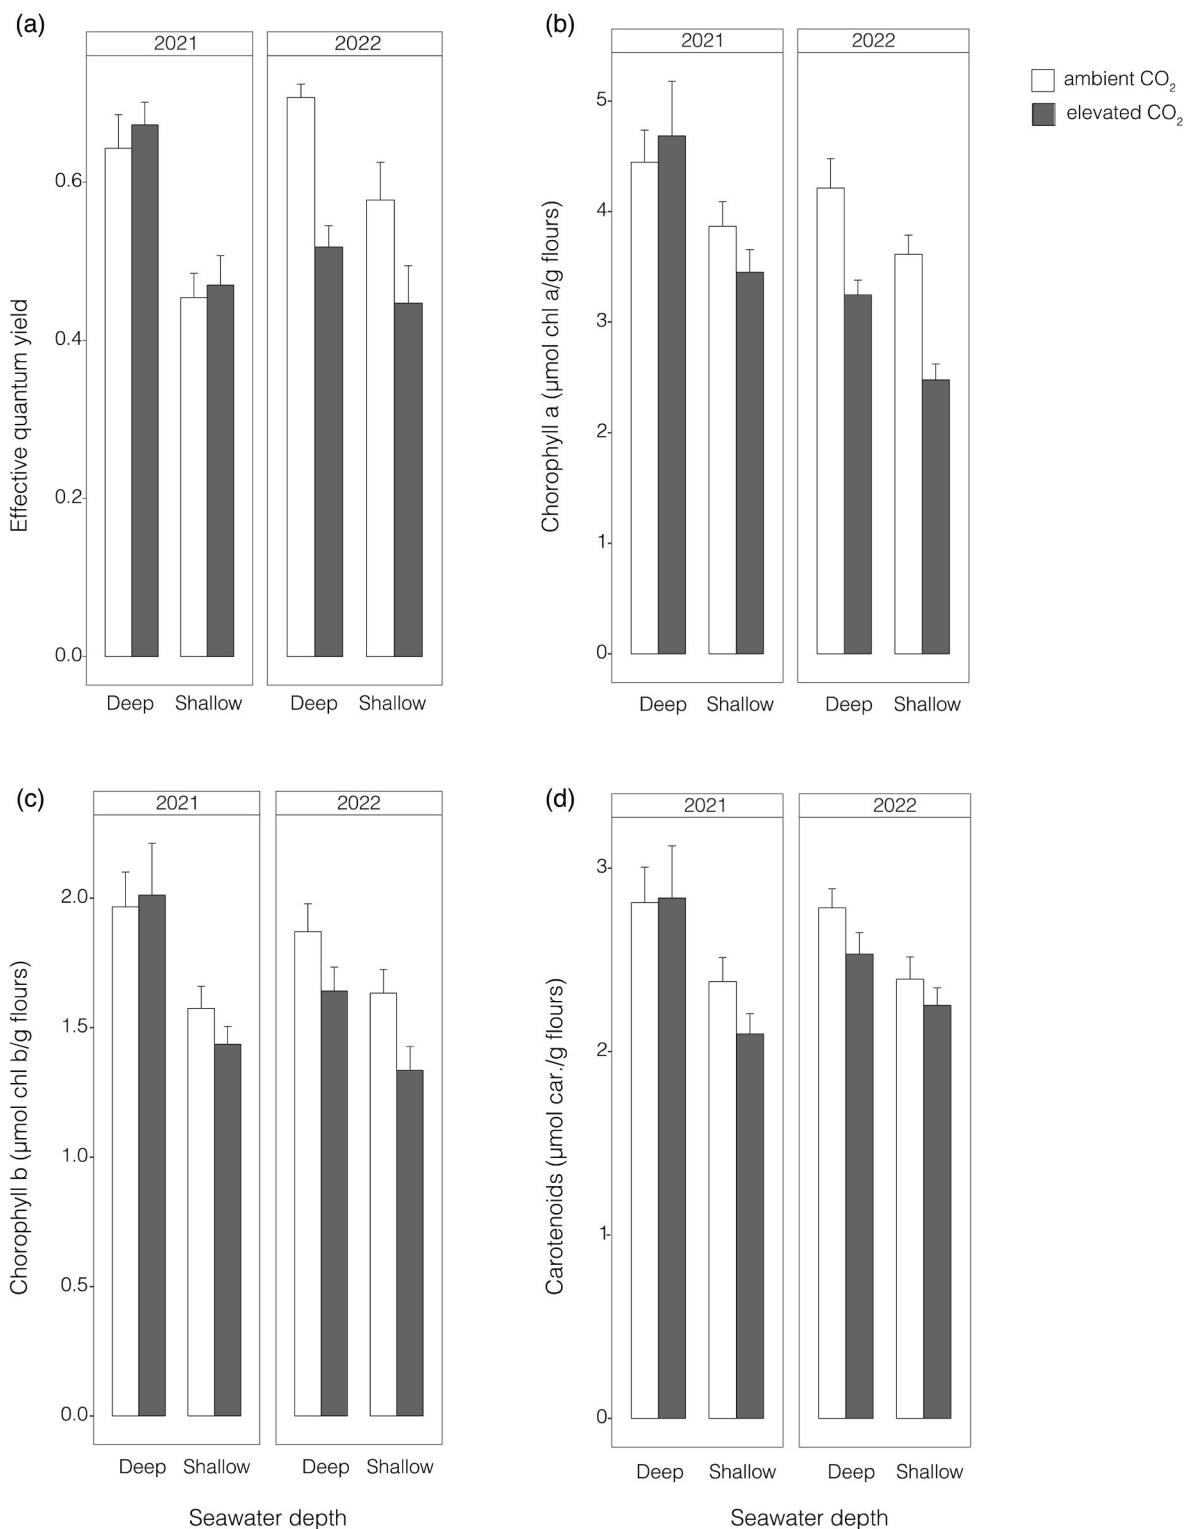 (a)
2021
2022
Effective quantum yield
0.6
0.4
0.2
0.0
Deep
Shallow
Deep
Shallow
(b)
2021
2022
Chorophyll a (µmol chl a/g flours)
5
4
3
2
1
0
Deep
Shallow
Deep
Shallow
ambient CO₂
elevated CO₂
(c)
2021
2022
Chorophyll b (µmol chl b/g flours)
2.0
1.5
1.0
0.5
0.0
Deep
Shallow
Deep
Shallow
Seawater depth
(d)
2021
2022
Carotenoids (µmol car./g flours)
3
2
1
0
Deep
Shallow
Deep
Shallow
Seawater depth